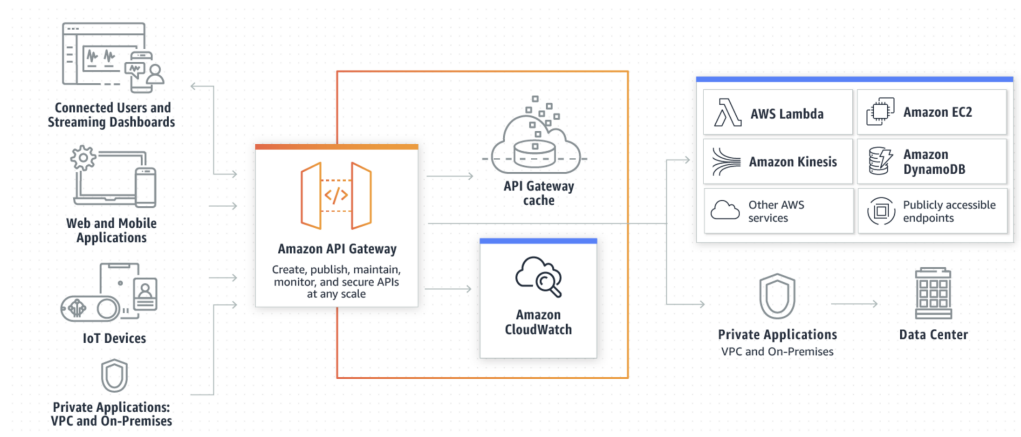 Connected Users and
Streaming Dashboards
Web and Mobile
Applications
IoT Devices
Private Applications:
VPC and On-Premises
</>
Amazon API Gateway
Create, publish, maintain,
monitor, and secure APIs
at any scale
API Gateway
cache
Amazon
CloudWatch
AWS Lambda
Amazon EC2
Amazon Kinesis
Amazon
DynamoDB
Other AWS
services
Publicly accessible
endpoints
Private Applications
VPC and On-Premises
Data Center